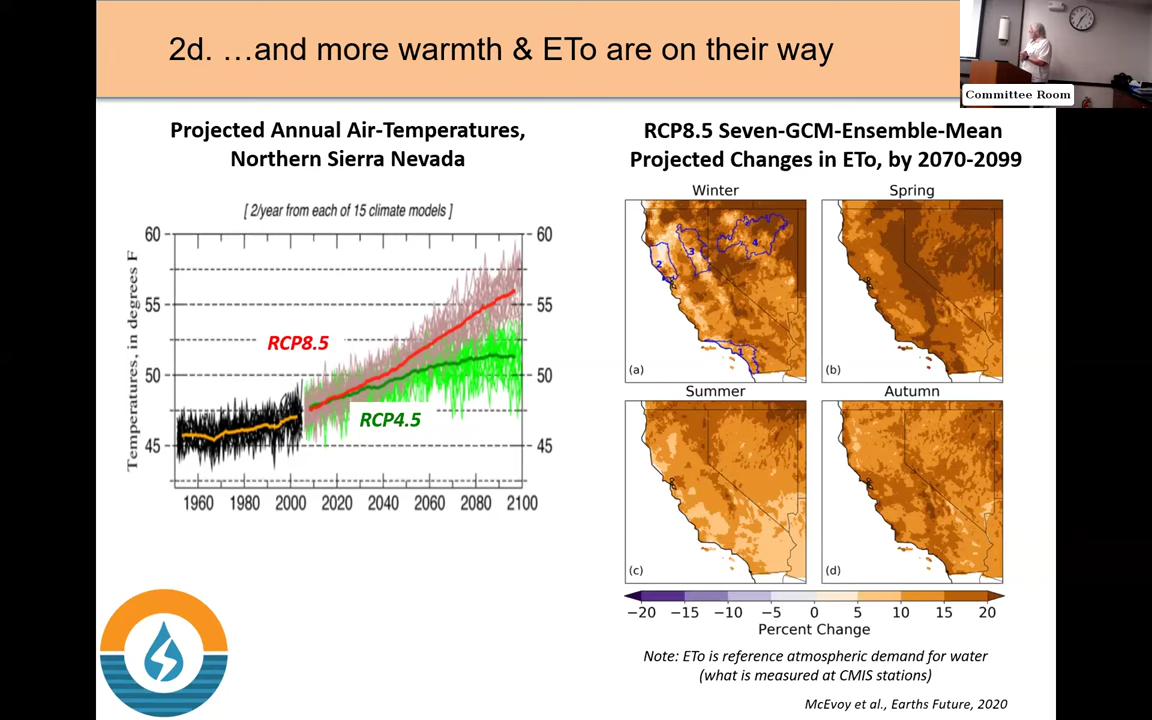 2d. …and more warmth & ETo are on their way
Committee Room
Projected Annual Air-Temperatures,
Northern Sierra Nevada
[ 2/year from each of 15 climate models ]
Temperatures, in degrees F
60
55
50
45
60
55
50
45
RCP8.5
RCP4.5
1960 1980 2000 2020 2040 2060 2080 2100
RCP8.5 Seven-GCM-Ensemble-Mean
Projected Changes in ETo, by 2070-2099
Winter
Spring
2
3
4
1
(a)
(b)
Summer
Autumn
(c)
(d)
−20 −15 −10 −5 0 5 10 15 20
Percent Change
Note: ETo is reference atmospheric demand for water
(what is measured at CMIS stations)
McEvoy et al., Earths Future, 2020